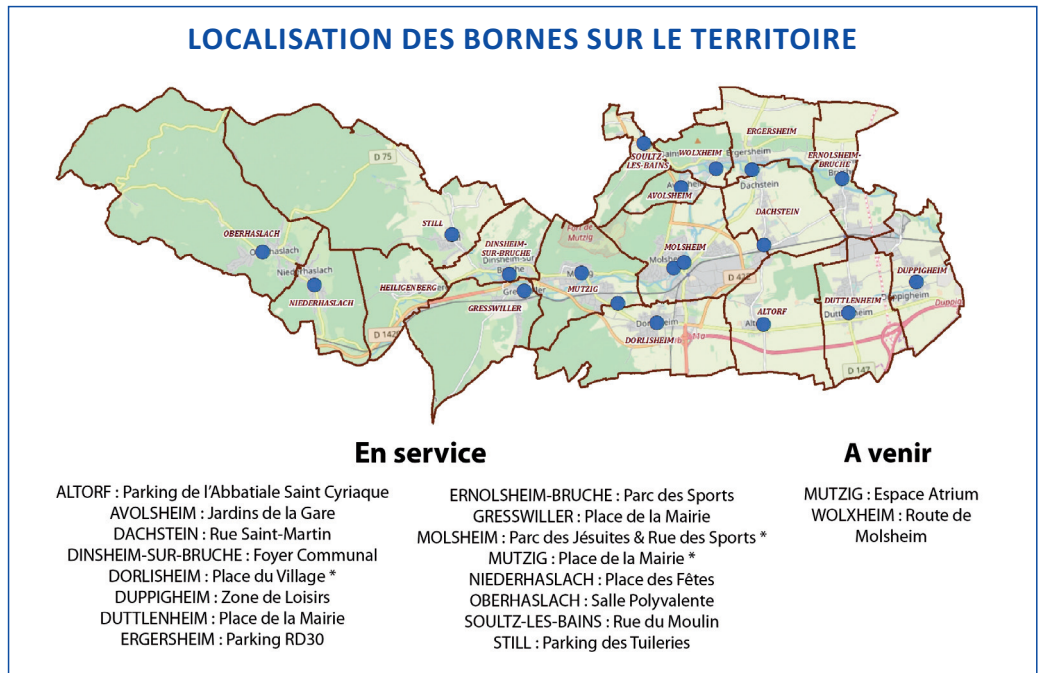 LOCALISATION DES BORNES SUR LE TERRITOIRE
ERGERSHEIM
D 75
SOULTZ-
LES-BAINS
WOLXHEIM
Ergersheim
ERNOLSHEIM-
BRUCHE
Dachstein
AVOLSHEIM
DACHSTEIN
STILL
OBERHASLACH
DINSHEIM-
SUR-BRUCHE
Dinsheim-sur
Mutzig
MOLSHEIM
Niederhaslach
DUPPIGHEIM
HEILIGENBERG
MUTZIG
NIEDERHASLACH
GRESSWILLER
DUTTLENHEIM
ALTORF
DORLISHEIM
D 147
En service
A venir
ALTORF : Parking de l’Abbatiale Saint Cyriaque
AVOLSHEIM : Jardins de la Gare
DACHSTEIN : Rue Saint-Martin
DINSHEIM-SUR-BRUCHE : Foyer Communal
DORLISHEIM : Place du Village *
DUPPIGHEIM : Zone de Loisirs
DUTTLENHEIM : Place de la Mairie
ERGERSHEIM : Parking RD30
ERNOLSHEIM-BRUCHE : Parc des Sports
GRESSWILLER : Place de la Mairie
MOLSHEIM : Parc des Jésuites & Rue des Sports *
MUTZIG : Place de la Mairie *
NIEDERHASLACH : Place des Fêtes
OBERHASLACH : Salle Polyvalente
SOULTZ-LES-BAINS : Rue du Moulin
STILL : Parking des Tuileries
MUTZIG : Espace Atrium
WOLXHEIM : Route de
Molsheim